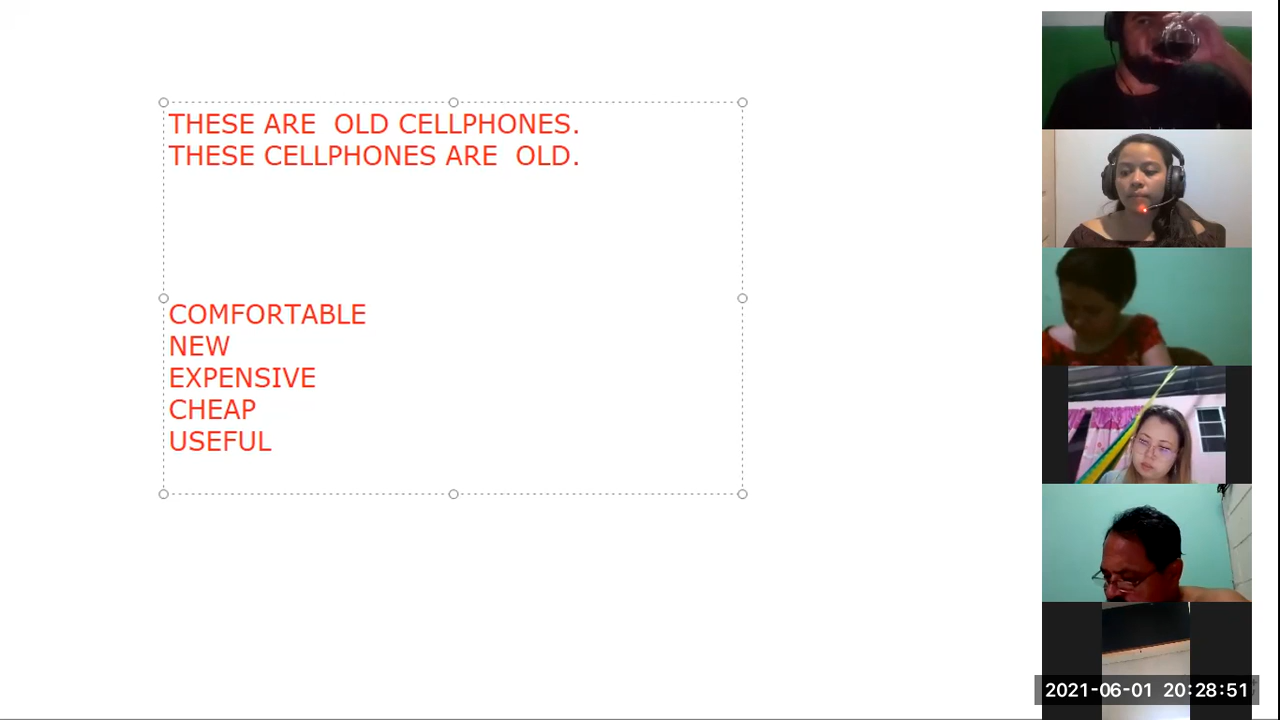 THESE ARE  OLD CELLPHONES.
THESE CELLPHONES ARE  OLD.
COMFORTABLE
NEW
EXPENSIVE
CHEAP
USEFUL
2021-06-01 20:28:51